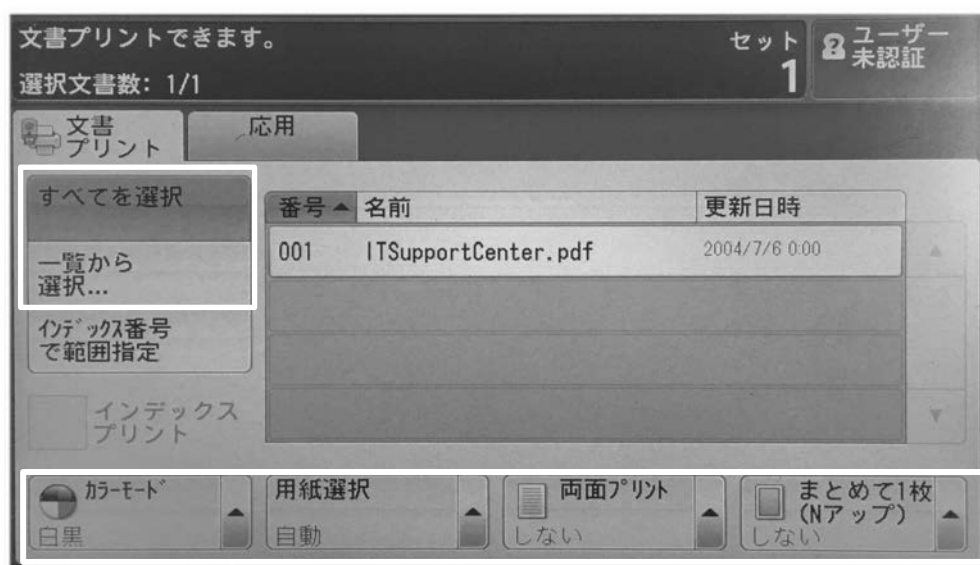 文書プリントできます。
セット
1
ユーザー
未認証
選択文書数: 1/1
文書
プリント
応用
すべてを選択
一覧から
選択...
インデックス番号
で範囲指定
インデックス
プリント
番号▲ 名前 更新日時
001 ITSupportCenter.pdf 2004/7/6 0:00
カラーモード
白黒
用紙選択
自動
両面プリント
しない
まとめて1枚
(Nアップ)
しない